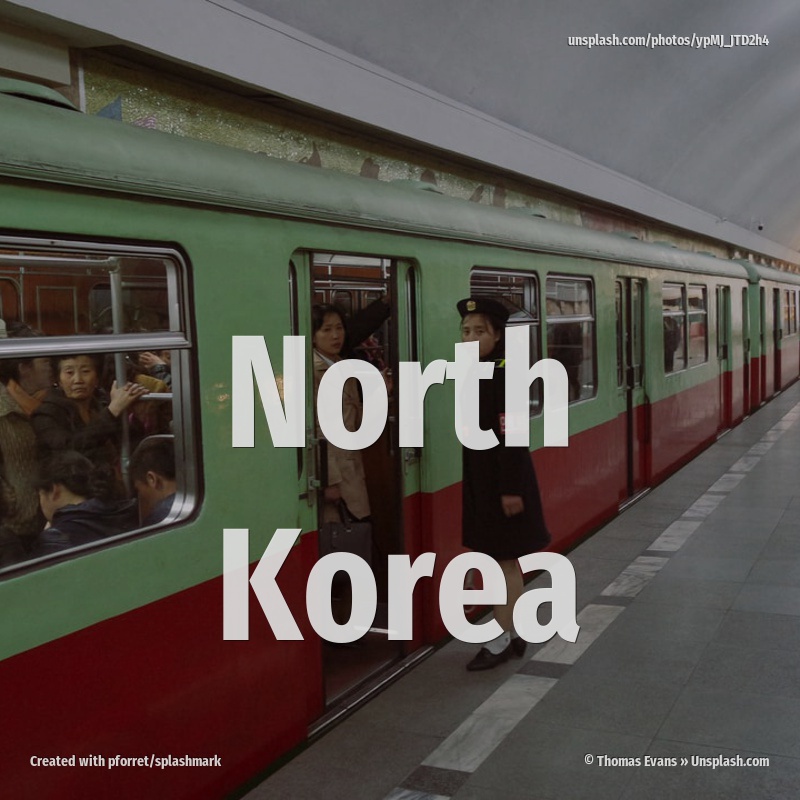 unsplash.com/photos/ypMJ_JTD2h4
North
Korea
Created with pforret/splashmark
© Thomas Evans » Unsplash.com